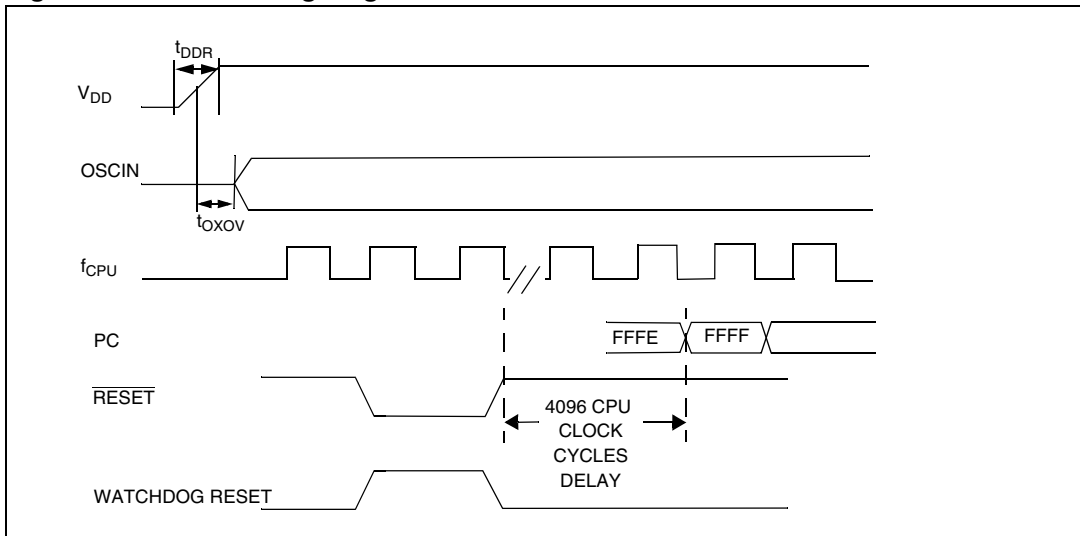 tDDR
VDD
OSCIN
tOXOV
fCPU
PC
FFFE
FFFF
RESET
4096 CPU
CLOCK
CYCLES
DELAY
WATCHDOG RESET